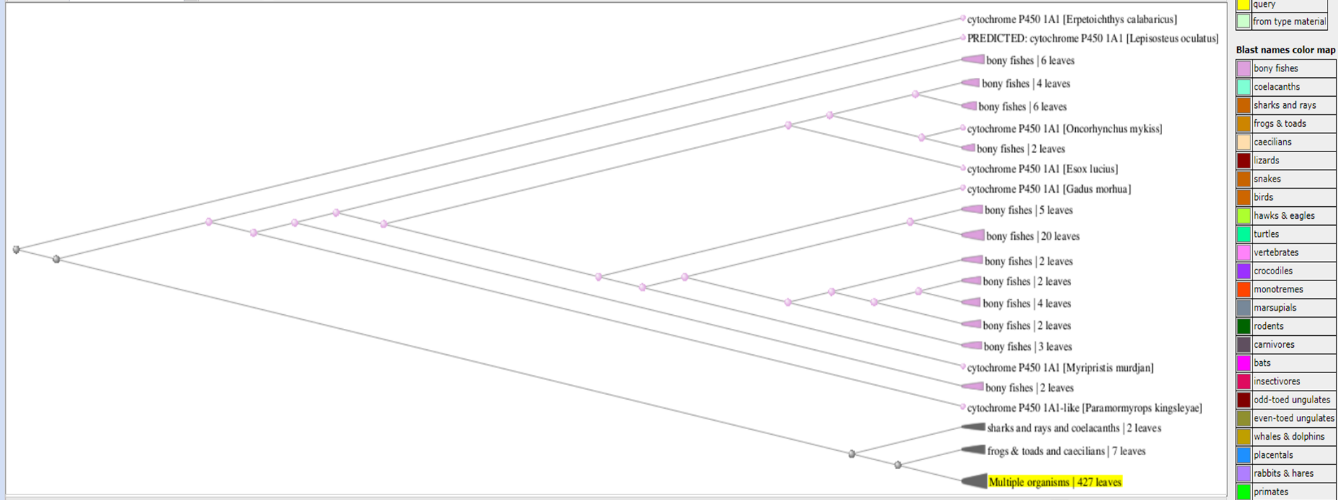 cytochrome P450 1A1 [Erpetoichthys calabaricus]
PREDICTED: cytochrome P450 1A1 [Lepisosteus oculatus]
bony fishes | 6 leaves
bony fishes | 4 leaves
bony fishes | 6 leaves
cytochrome P450 1A1 [Oncorhynchus mykiss]
bony fishes | 2 leaves
cytochrome P450 1A1 [Esox lucius]
cytochrome P450 1A1 [Gadus morhua]
bony fishes | 5 leaves
bony fishes | 20 leaves
bony fishes | 2 leaves
bony fishes | 2 leaves
bony fishes | 4 leaves
bony fishes | 2 leaves
bony fishes | 3 leaves
cytochrome P450 1A1 [Myripristis murdjan]
bony fishes | 2 leaves
cytochrome P450 1A1-like [Paramormyrops kingsleyae]
sharks and rays and coelacanths | 2 leaves
frogs & toads and caecilians | 7 leaves
Multiple organisms | 427 leaves
query
from type material
Blast names color map
bony fishes
coelacanths
sharks and rays
frogs & toads
caecilians
lizards
snakes
birds
hawks & eagles
turtles
vertebrates
crocodiles
monotremes
marsupials
rodents
carnivores
bats
insectivores
odd-toed ungulates
even-toed ungulates
whales & dolphins
placentals
rabbits & hares
primates